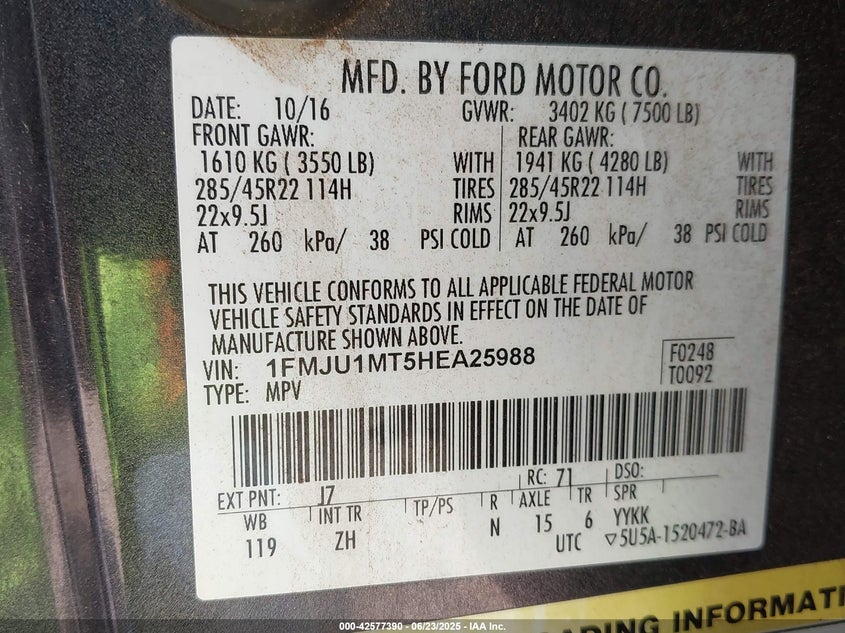 MFD. BY FORD MOTOR CO.
DATE: 10/16 GVWR: 3402 KG ( 7500 LB)
FRONT GAWR: REAR GAWR:
1610 KG ( 3550 LB) WITH 1941 KG ( 4280 LB) WITH
285/45R22 114H TIRES 285/45R22 114H TIRES
22x9.5J RIMS 22x9.5J RIMS
AT 260 kPa/ 38 PSI COLD AT 260 kPa/ 38 PSI COLD
THIS VEHICLE CONFORMS TO ALL APPLICABLE FEDERAL MOTOR
VEHICLE SAFETY STANDARDS IN EFFECT ON THE DATE OF
MANUFACTURE SHOWN ABOVE.
VIN: 1FMJU1MT5HEA25988 F0248
TYPE: MPV T0092
EXT PNT: J7 RC: 71 DSO:
WB INT TR TP/PS R AXLE TR SPR
119 ZH N 15 6 YYKK
UTC ▽5U5A-1520472-BA
ADING INFORMATI
000-42577390 - 06/23/2025 - IAA Inc.